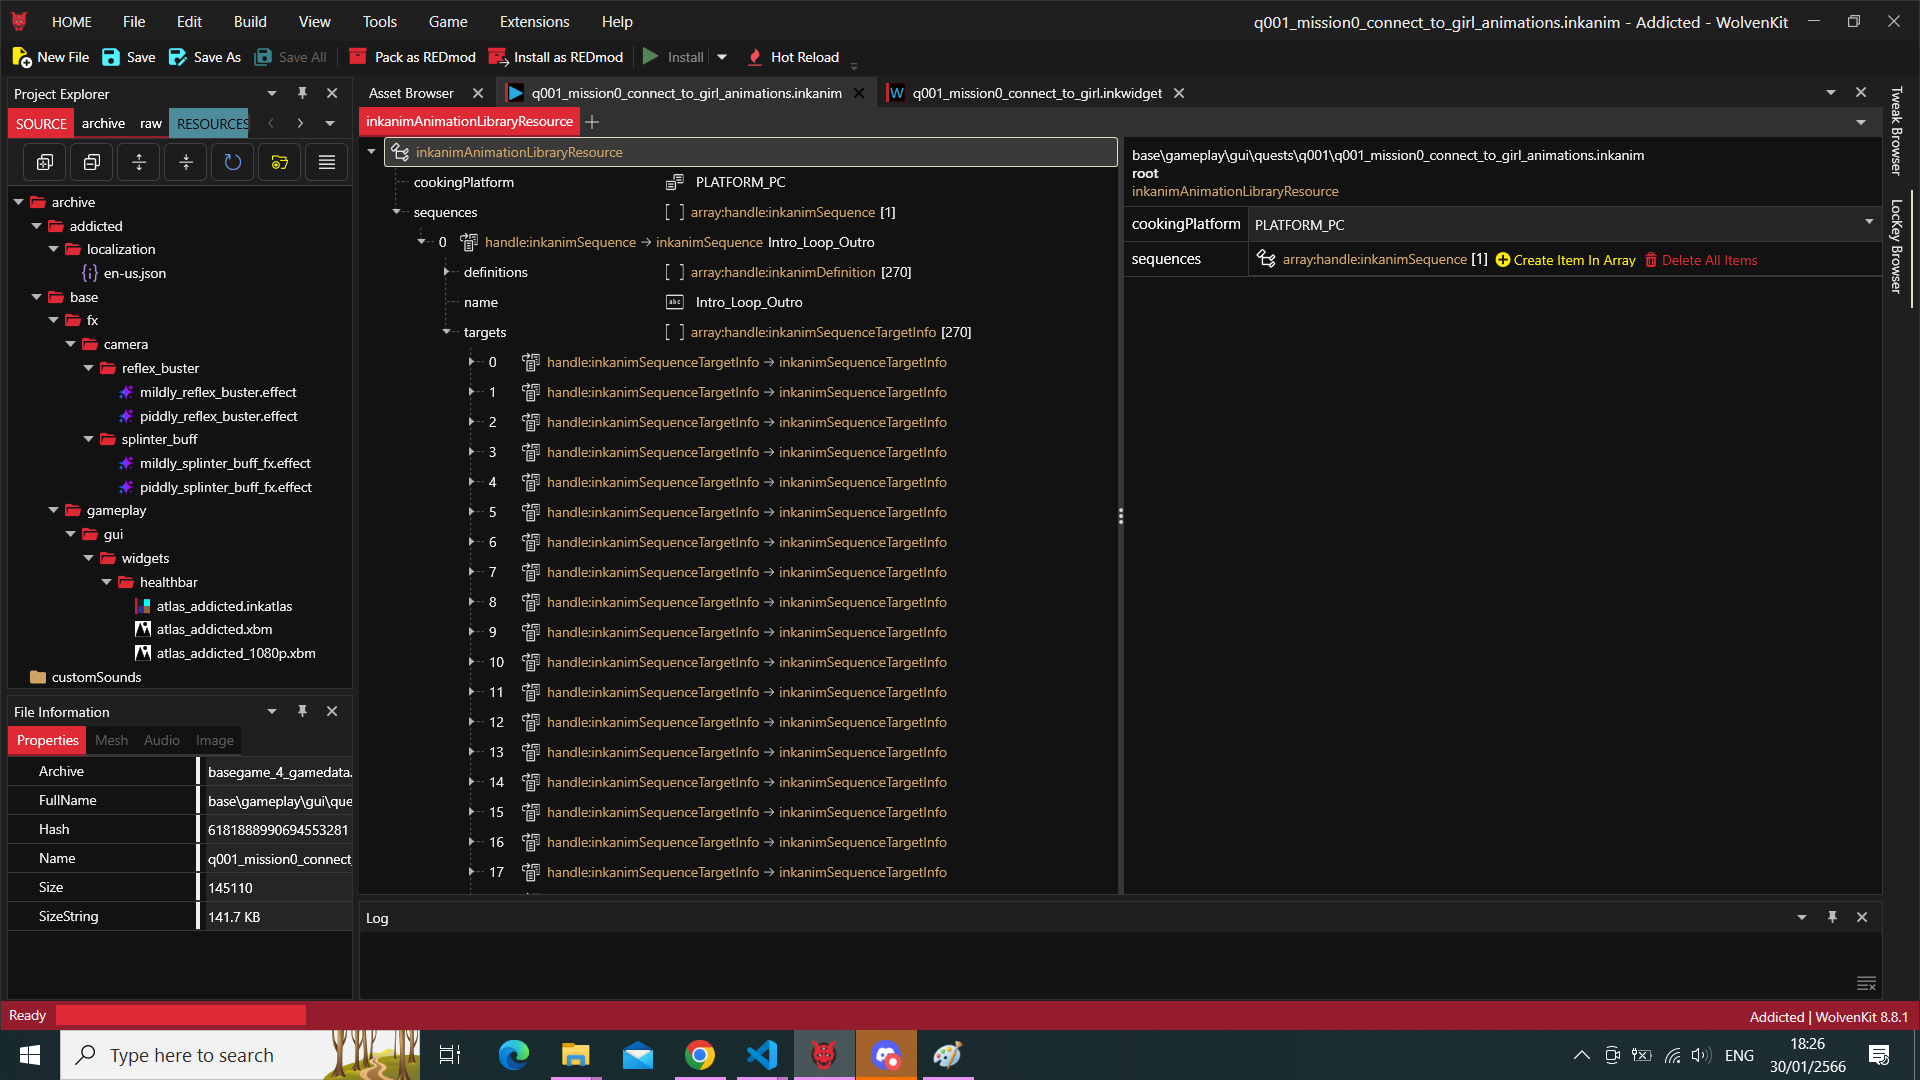 HOME File Edit Build View Tools Game Extensions Help
q001_mission0_connect_to_girl_animations.inkanim - Addicted - WolvenKit
New File Save Save As Save All Pack as REDmod Install as REDmod Install Hot Reload
Project Explorer
SOURCE archive raw RESOURCES
archive
addicted
localization
en-us.json
base
fx
camera
reflex_buster
mildly_reflex_buster.effect
piddly_reflex_buster.effect
splinter_buff
mildly_splinter_buff_fx.effect
piddly_splinter_buff_fx.effect
gameplay
gui
widgets
healthbar
atlas_addicted.inkatlas
atlas_addicted.xbm
atlas_addicted_1080p.xbm
customSounds
File Information
Properties Mesh Audio Image
Archive basegame_4_gamedata.
FullName base\gameplay\gui\que
Hash 6181888990694553281
Name q001_mission0_connect_
Size 145110
SizeString 141.7 KB
Asset Browser q001_mission0_connect_to_girl_animations.inkanim q001_mission0_connect_to_girl.inkwidget
inkanimAnimationLibraryResource
inkanimAnimationLibraryResource
cookingPlatform PLATFORM_PC
sequences [ ] array:handle:inkanimSequence [1]
0 handle:inkanimSequence → inkanimSequence Intro_Loop_Outro
definitions [ ] array:handle:inkanimDefinition [270]
name abc Intro_Loop_Outro
targets [ ] array:handle:inkanimSequenceTargetInfo [270]
0 handle:inkanimSequenceTargetInfo → inkanimSequenceTargetInfo
1 handle:inkanimSequenceTargetInfo → inkanimSequenceTargetInfo
2 handle:inkanimSequenceTargetInfo → inkanimSequenceTargetInfo
3 handle:inkanimSequenceTargetInfo → inkanimSequenceTargetInfo
4 handle:inkanimSequenceTargetInfo → inkanimSequenceTargetInfo
5 handle:inkanimSequenceTargetInfo → inkanimSequenceTargetInfo
6 handle:inkanimSequenceTargetInfo → inkanimSequenceTargetInfo
7 handle:inkanimSequenceTargetInfo → inkanimSequenceTargetInfo
8 handle:inkanimSequenceTargetInfo → inkanimSequenceTargetInfo
9 handle:inkanimSequenceTargetInfo → inkanimSequenceTargetInfo
10 handle:inkanimSequenceTargetInfo → inkanimSequenceTargetInfo
11 handle:inkanimSequenceTargetInfo → inkanimSequenceTargetInfo
12 handle:inkanimSequenceTargetInfo → inkanimSequenceTargetInfo
13 handle:inkanimSequenceTargetInfo → inkanimSequenceTargetInfo
14 handle:inkanimSequenceTargetInfo → inkanimSequenceTargetInfo
15 handle:inkanimSequenceTargetInfo → inkanimSequenceTargetInfo
16 handle:inkanimSequenceTargetInfo → inkanimSequenceTargetInfo
17 handle:inkanimSequenceTargetInfo → inkanimSequenceTargetInfo
base\gameplay\gui\quests\q001\q001_mission0_connect_to_girl_animations.inkanim
root
inkanimAnimationLibraryResource
cookingPlatform PLATFORM_PC
sequences array:handle:inkanimSequence [1] Create Item In Array Delete All Items
Tweak Browser
LocKey Browser
Log
Ready
Addicted | WolvenKit 8.8.1
Type here to search
ENG
18:26
30/01/2566